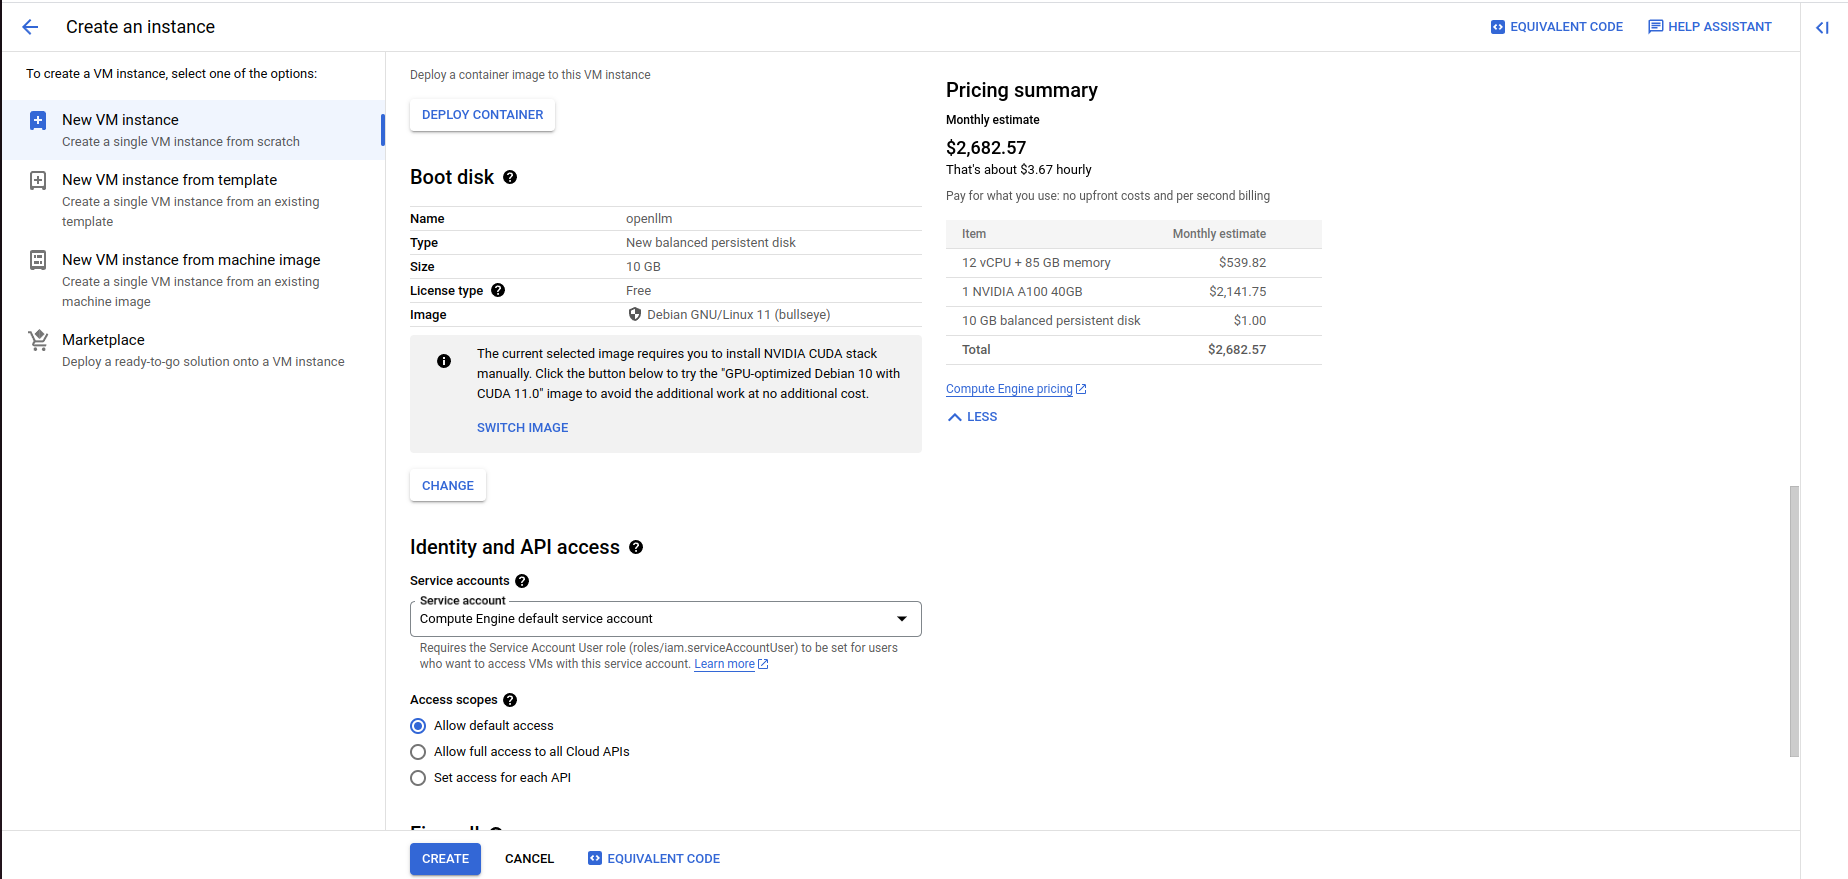 Create an instance
EQUIVALENT CODE
HELP ASSISTANT
To create a VM instance, select one of the options:
New VM instance
Create a single VM instance from scratch
New VM instance from template
Create a single VM instance from an existing
template
New VM instance from machine image
Create a single VM instance from an existing
machine image
Marketplace
Deploy a ready-to-go solution onto a VM instance
Deploy a container image to this VM instance
DEPLOY CONTAINER
Boot disk
Name openllm
Type New balanced persistent disk
Size 10 GB
License type Free
Image Debian GNU/Linux 11 (bullseye)
The current selected image requires you to install NVIDIA CUDA stack
manually. Click the button below to try the "GPU-optimized Debian 10 with
CUDA 11.0" image to avoid the additional work at no additional cost.
SWITCH IMAGE
CHANGE
Identity and API access
Service accounts
Service account
Compute Engine default service account
Requires the Service Account User role (roles/iam.serviceAccountUser) to be set for users
who want to access VMs with this service account. Learn more
Access scopes
Allow default access
Allow full access to all Cloud APIs
Set access for each API
Pricing summary
Monthly estimate
$2,682.57
That's about $3.67 hourly
Pay for what you use: no upfront costs and per second billing
Item Monthly estimate
12 vCPU + 85 GB memory $539.82
1 NVIDIA A100 40GB $2,141.75
10 GB balanced persistent disk $1.00
Total $2,682.57
Compute Engine pricing
LESS
CREATE
CANCEL
EQUIVALENT CODE